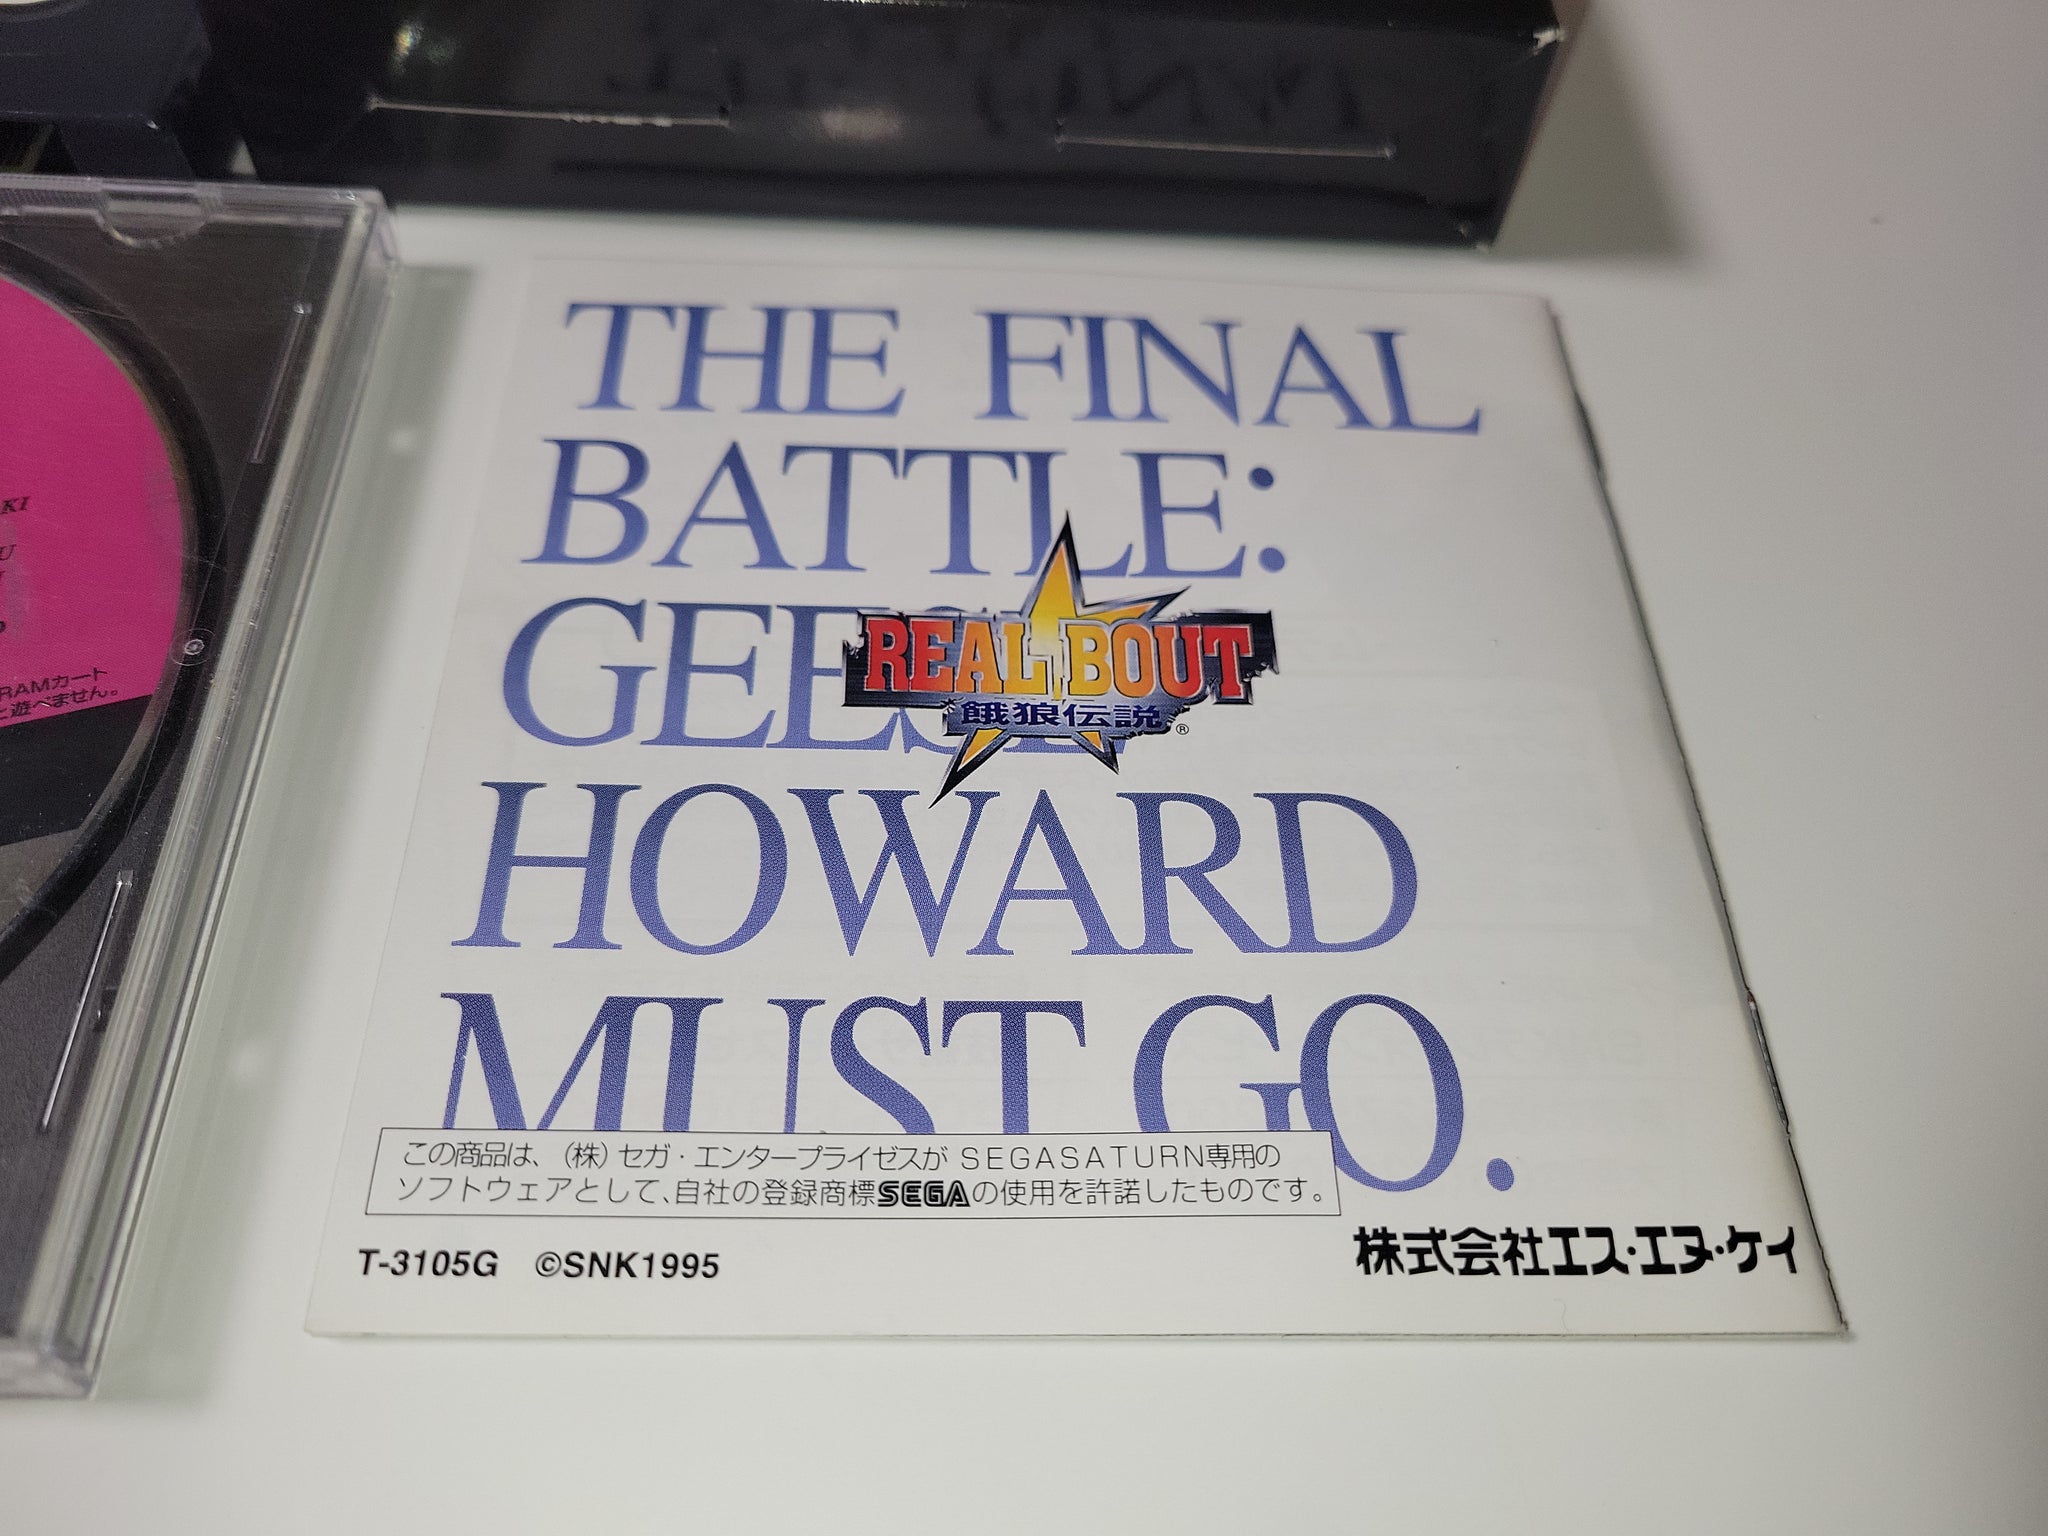 THE FINAL
BATTLE:
GEESE
REAL BOUT
餓狼伝説®
HOWARD
MUST GO.
この商品は、(株)セガ・エンタープライゼスが SEGASATURN専用の
ソフトウェアとして、自社の登録商標SEGAの使用を許諾したものです。
T-3105G ©SNK1995
株式会社エス・エヌ・ケイ
KI
U
RAMカート
と遊べません。